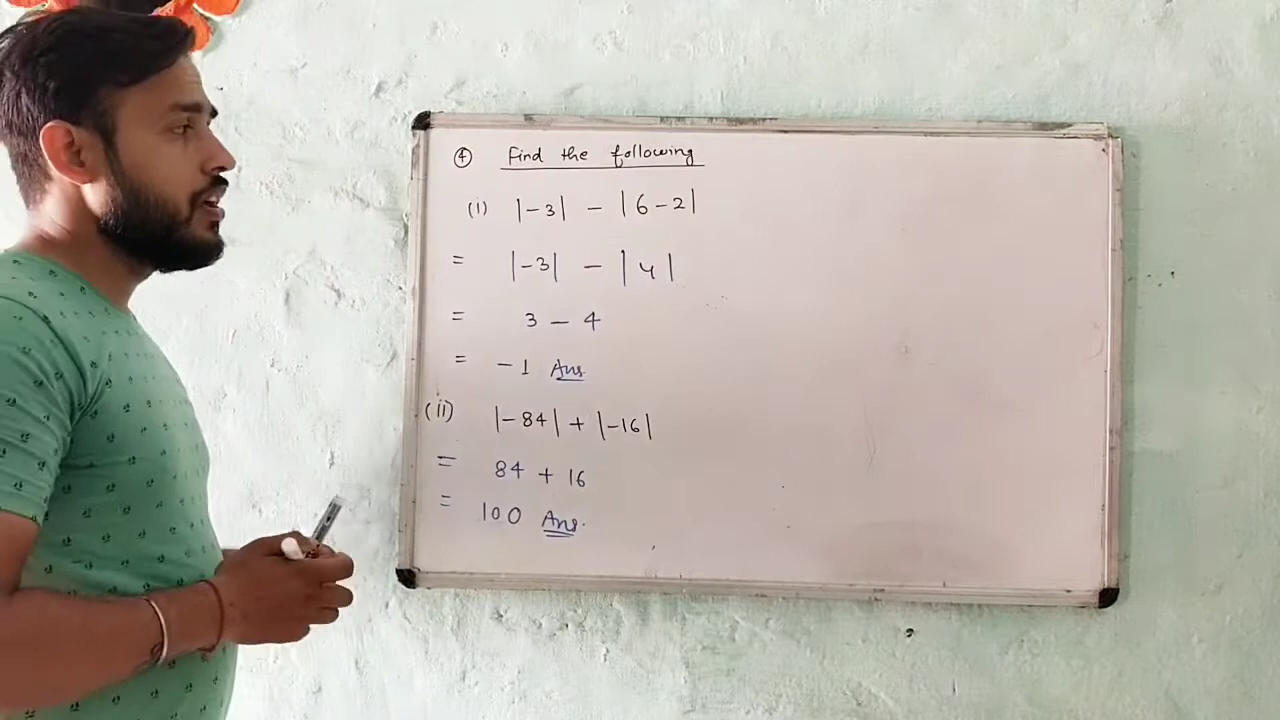 ④ Find the following
(i) |-3| - |6-2|
= |-3| - |4|
= 3 - 4
= -1 Ans.
(ii) |-84| + |-16|
= 84 + 16
= 100 Ans.